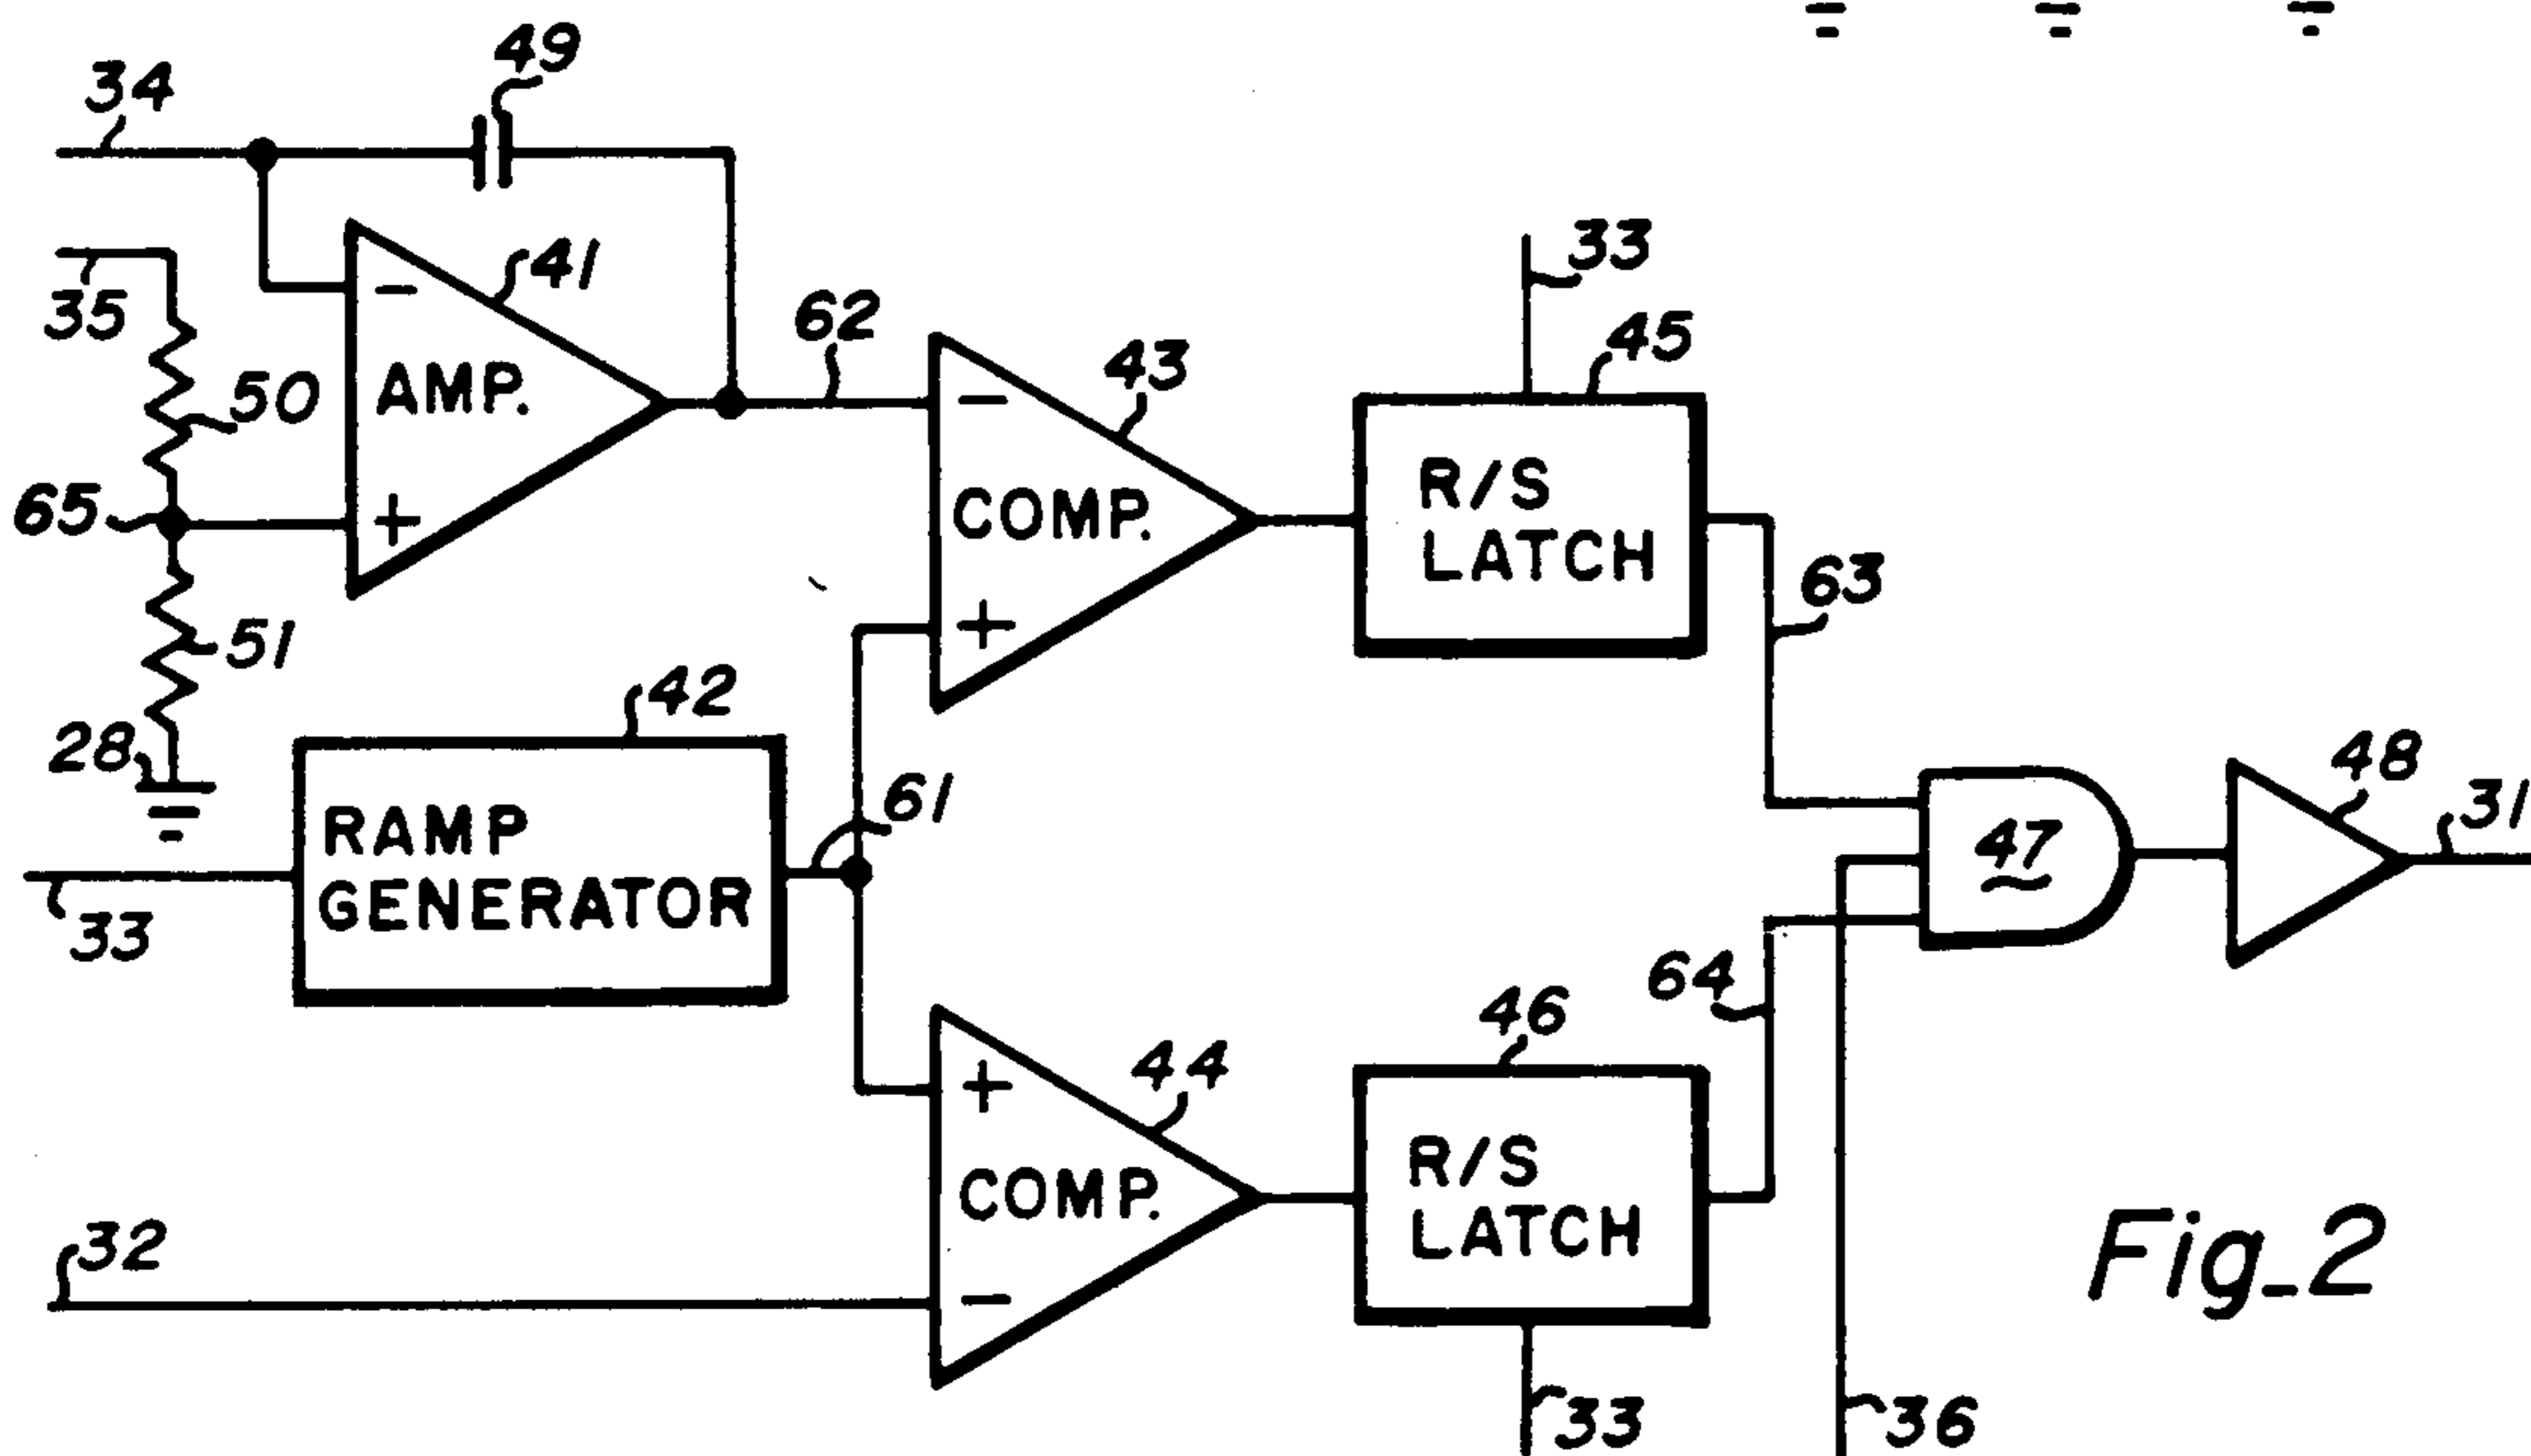 49
34
33
41
35
62
45
43
50
AMP.
R/S
LATCH
65
COMP.
63
51
42
28
48
61
31
RAMP
GENERATOR
47
33
64
46
44
R/S
LATCH
COMP.
32
Fig_2
33
36